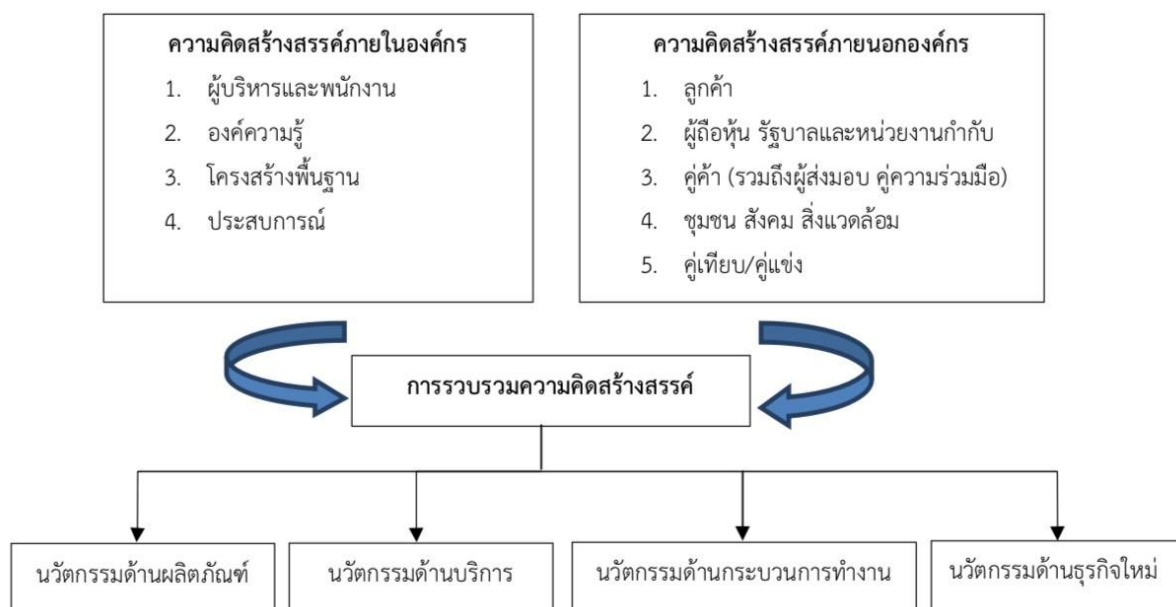 ความคิดสร้างสรรค์ภายในองค์กร
1. ผู้บริหารและพนักงาน
2. องค์ความรู้
3. โครงสร้างพื้นฐาน
4. ประสบการณ์
ความคิดสร้างสรรค์ภายนอกองค์กร
1. ลูกค้า
2. ผู้ถือหุ้น รัฐบาลและหน่วยงานกำกับ
3. คู่ค้า (รวมถึงผู้ส่งมอบ คู่ความร่วมมือ)
4. ชุมชน สังคม สิ่งแวดล้อม
5. คู่เทียบ/คู่แข่ง
การรวบรวมความคิดสร้างสรรค์
นวัตกรรมด้านผลิตภัณฑ์
นวัตกรรมด้านบริการ
นวัตกรรมด้านกระบวนการทำงาน
นวัตกรรมด้านธุรกิจใหม่